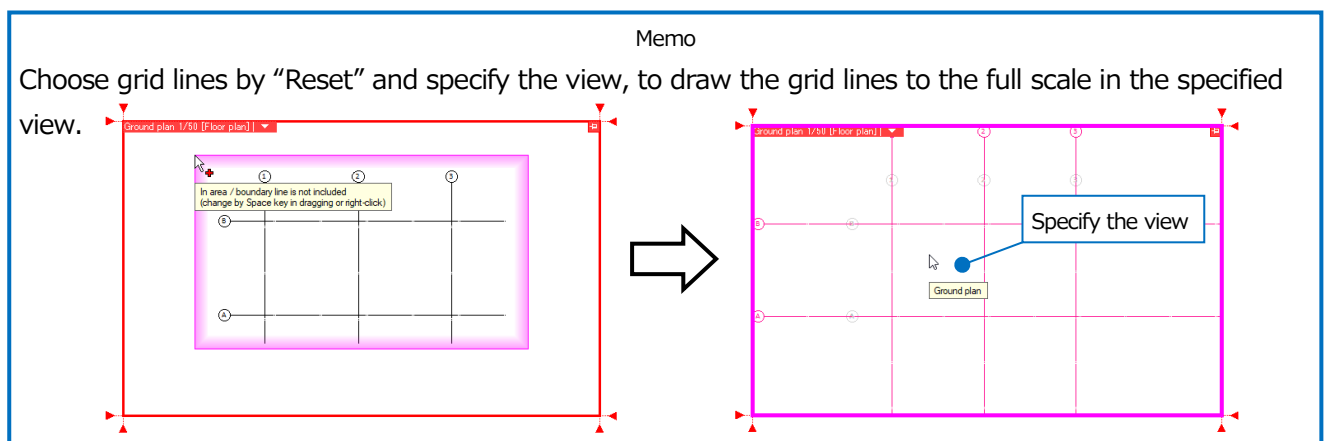 Memo
Choose grid lines by “Reset” and specify the view, to draw the grid lines to the full scale in the specified
view.
Ground plan 1/50 [Floor plan]
1 2 3
In area / boundary line is not included
(change by Space key in dragging or right-click)
B
A
Ground plan 1/50 [Floor plan]
2 3
B
Specify the view
Ground plan
A